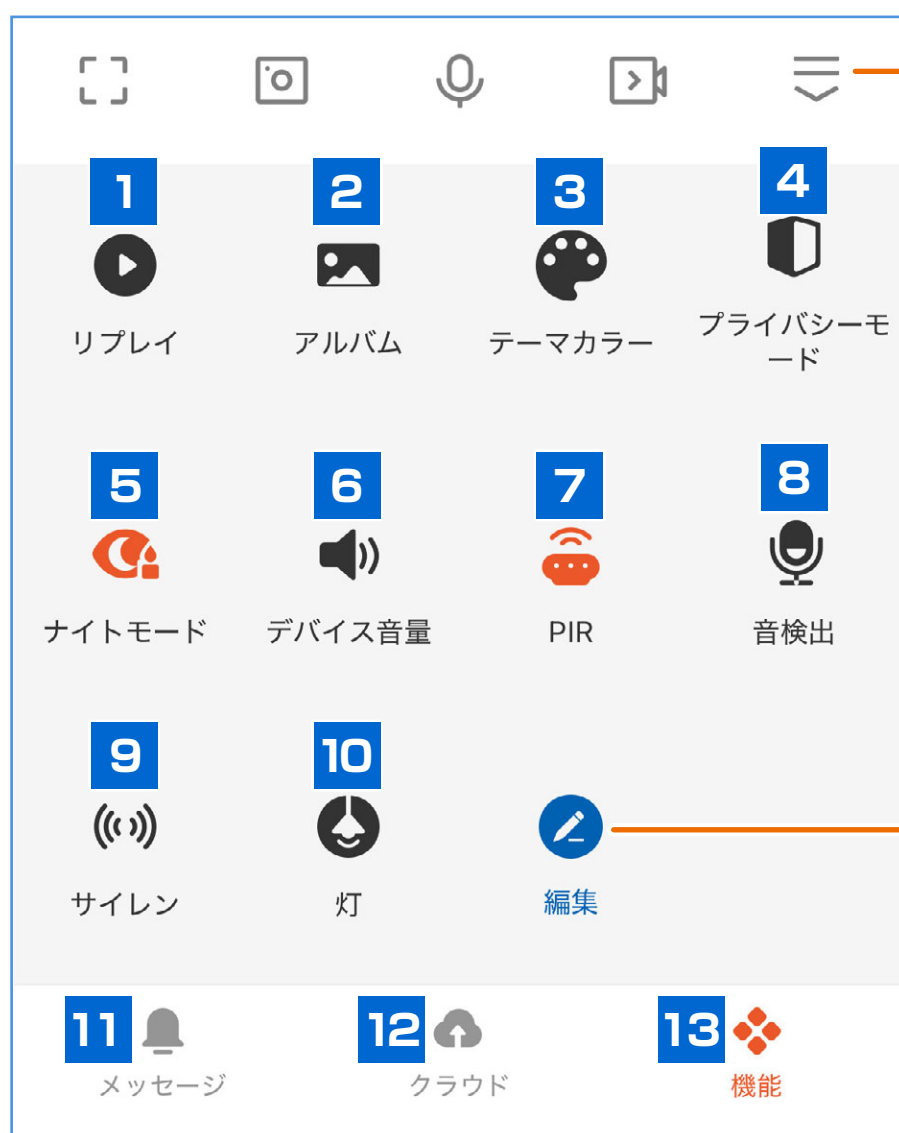 1
2
3
4
リプレイ
アルバム
テーマカラー
プライバシーモ
ード
5
6
7
8
ナイトモード
デバイス音量
PIR
音検出
9
10
サイレン
灯
編集
11
12
13
メッセージ
クラウド
機能